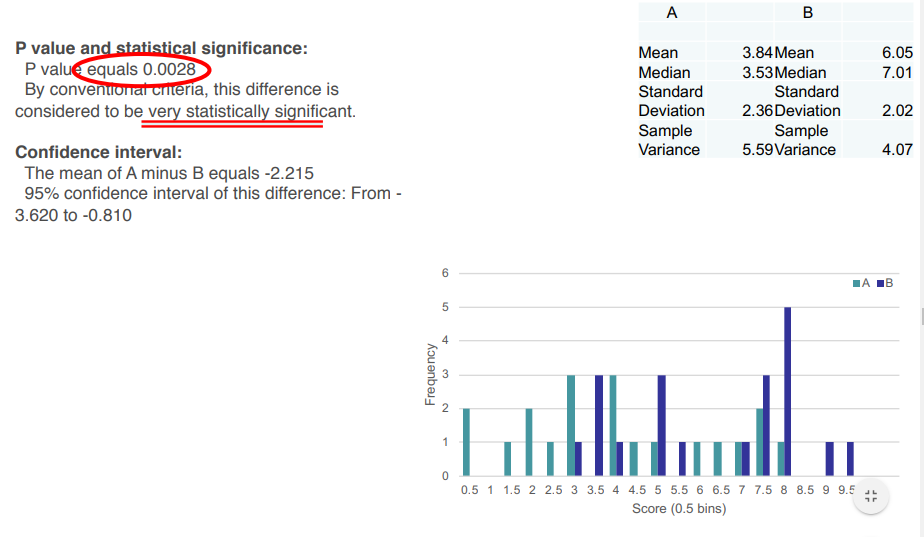 P value and statistical significance:
P value equals 0.0028
By conventional criteria, this difference is
considered to be very statistically significant.
Confidence interval:
The mean of A minus B equals -2.215
95% confidence interval of this difference: From -
3.620 to -0.810
A B
Mean 3.84 Mean 6.05
Median 3.53 Median 7.01
Standard Standard
Deviation 2.36 Deviation 2.02
Sample Sample
Variance 5.59 Variance 4.07
A B
6
5
4
3
2
1
0
Frequency
0.5 1 1.5 2 2.5 3 3.5 4 4.5 5 5.5 6 6.5 7 7.5 8 8.5 9 9.5
Score (0.5 bins)